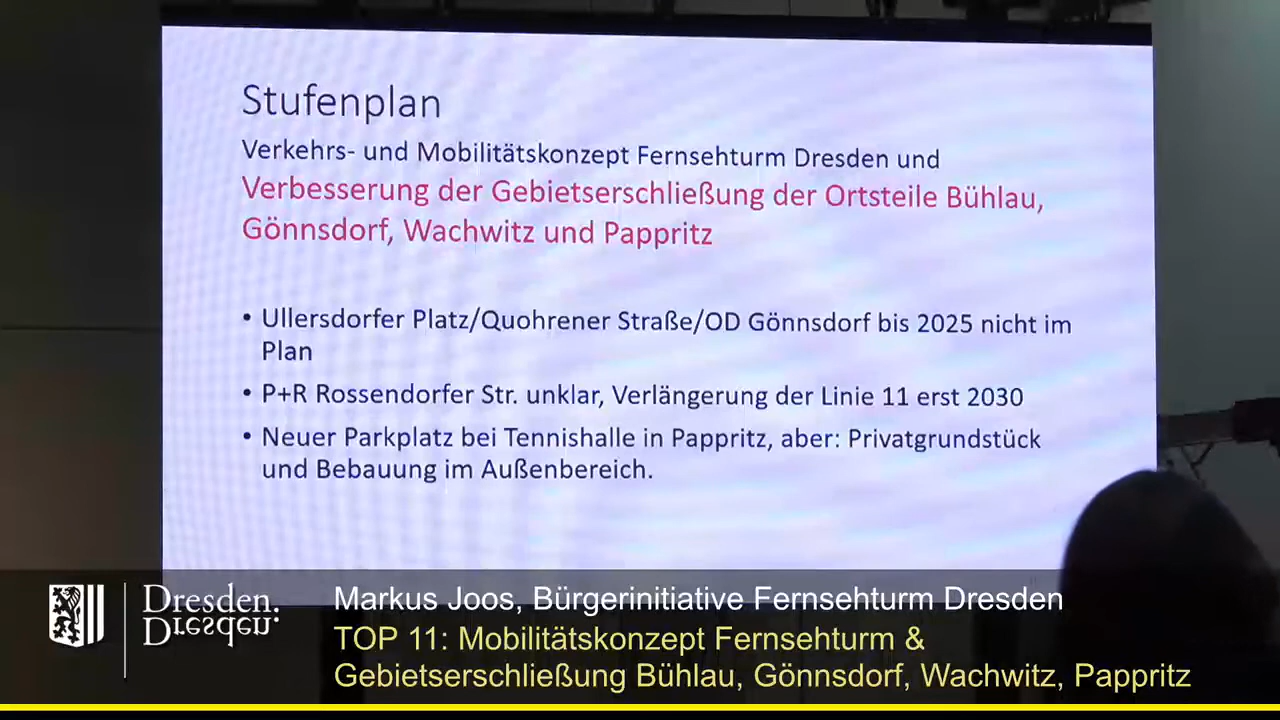 Stufenplan
Verkehrs- und Mobilitätskonzept Fernsehturm Dresden und
Verbesserung der Gebietserschließung der Ortsteile Bühlau,
Gönnsdorf, Wachwitz und Pappritz
• Ullersdorfer Platz/Quohrener Straße/OD Gönnsdorf bis 2025 nicht im
Plan
• P+R Rossendorfer Str. unklar, Verlängerung der Linie 11 erst 2030
• Neuer Parkplatz bei Tennishalle in Pappritz, aber: Privatgrundstück
und Bebauung im Außenbereich.
Dresden.
Dresden.
Markus Joos, Bürgerinitiative Fernsehturm Dresden
TOP 11: Mobilitätskonzept Fernsehturm &
Gebietserschließung Bühlau, Gönnsdorf, Wachwitz, Pappritz